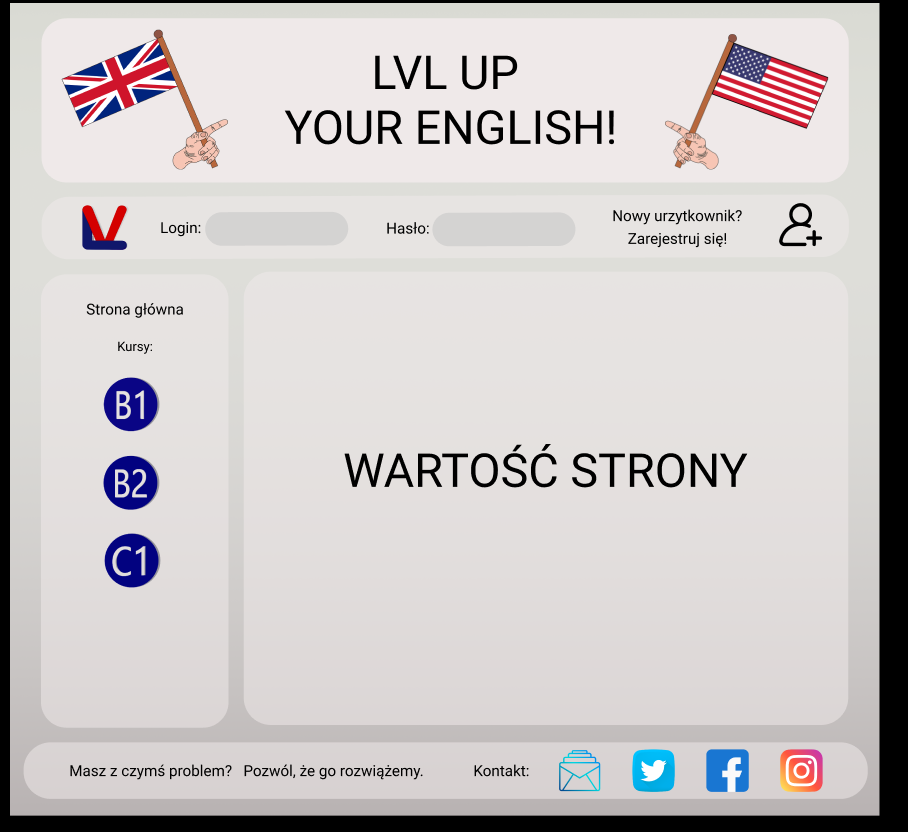 LVL UP
YOUR ENGLISH!
LV
Login:
Hasło:
Nowy urzytkownik?
Zarejestruj się!
Strona główna
Kursy:
B1
B2
C1
WARTOŚĆ STRONY
Masz z czymś problem? Pozwól, że go rozwiążemy.
Kontakt: